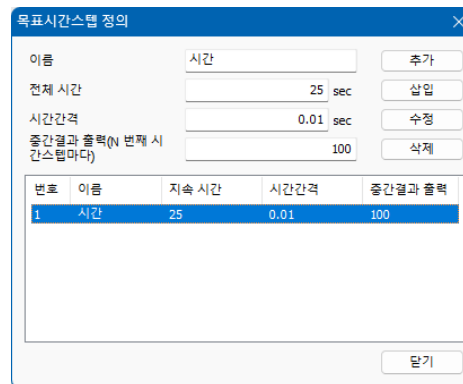 목표시간스텝 정의
이름 시간 추가
전체 시간 25 sec 삽입
시간간격 0.01 sec 수정
중간결과 출력(N 번째 시
간스텝마다) 100 삭제
번호 이름 지속 시간 시간간격 중간결과 출력
1 시간 25 0.01 100
닫기